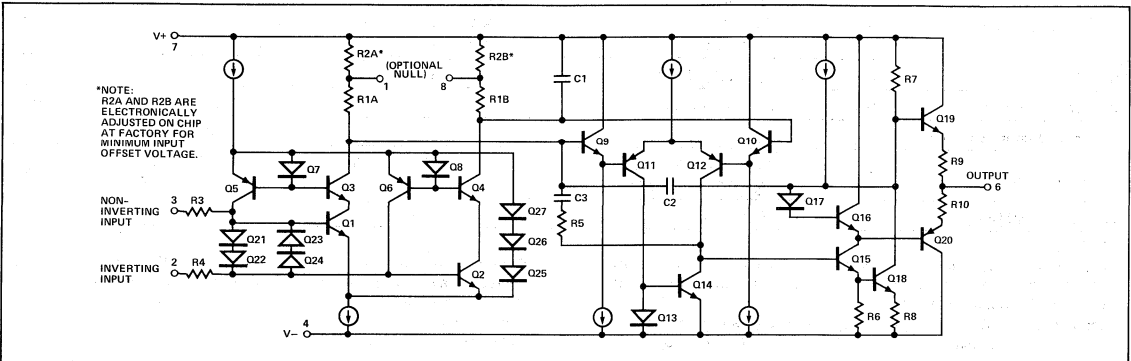 V+
7
R2A*
R2B*
(OPTIONAL
NULL)
1
8
R1A
R1B
C1
R7
*NOTE:
R2A AND R2B ARE
ELECTRONICALLY
ADJUSTED ON CHIP
AT FACTORY FOR
MINIMUM INPUT
OFFSET VOLTAGE.
Q19
Q9
Q10
Q11
Q12
Q7
Q8
Q5
Q3
Q6
Q4
R9
OUTPUT
6
C3
C2
Q17
R10
NON-
INVERTING
INPUT
3
R3
Q1
Q27
R5
Q16
Q21
Q23
Q20
Q22
Q24
Q26
Q15
INVERTING
INPUT
2
R4
Q2
Q25
Q14
Q18
V-
4
Q13
R6
R8